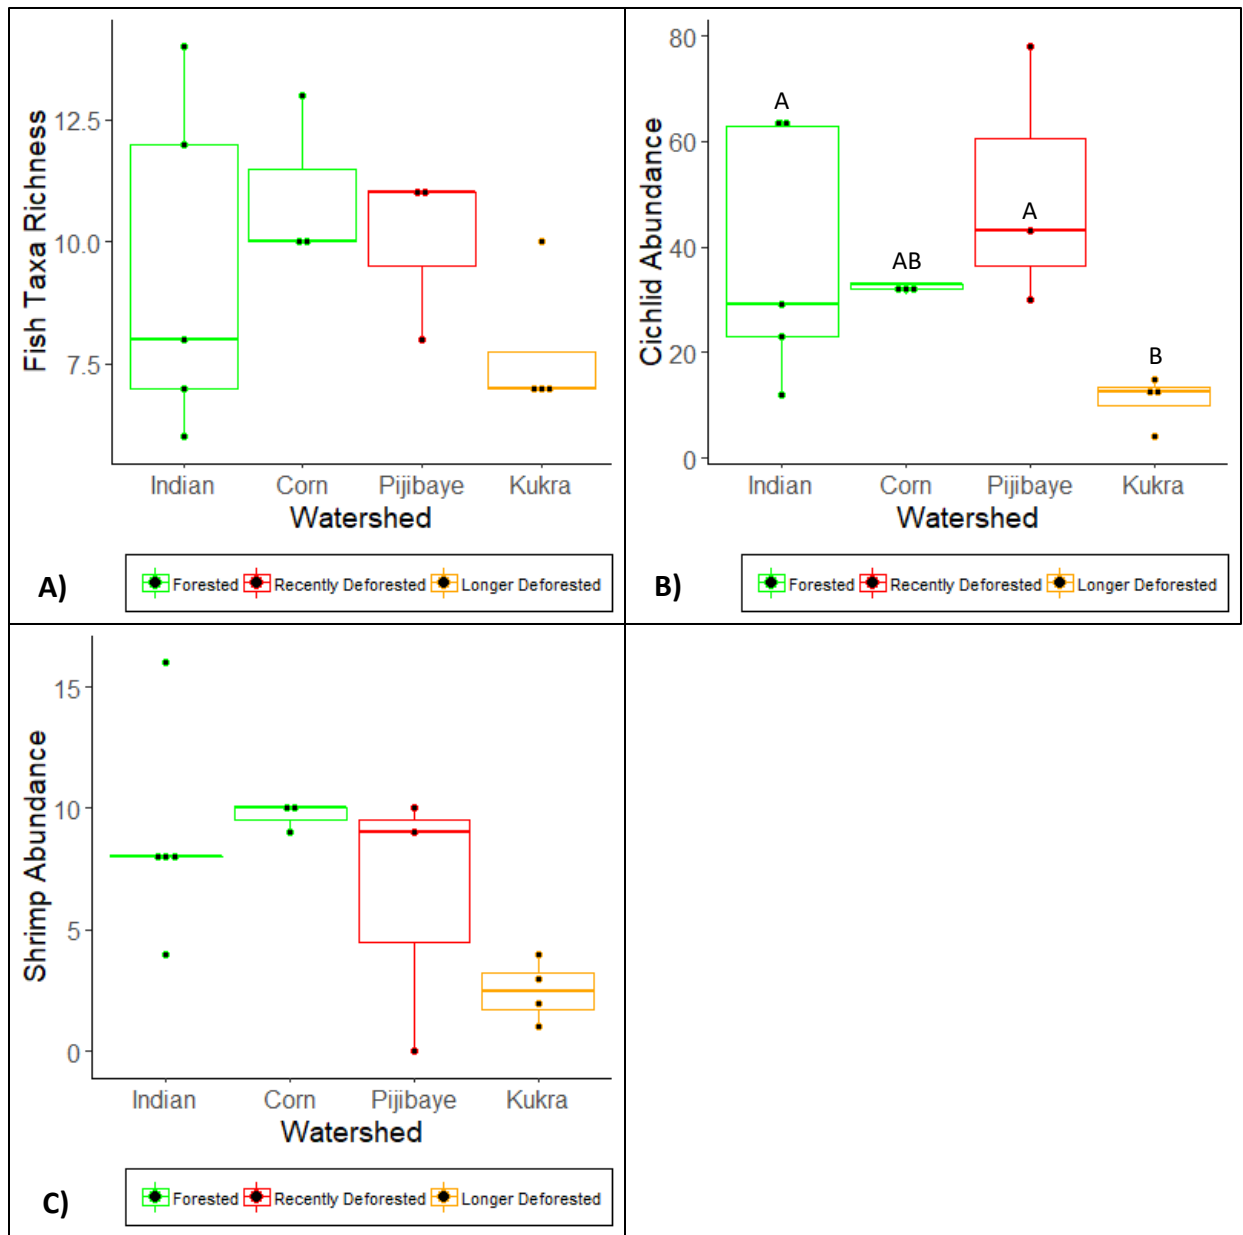 Fish Taxa Richness
12.5
10.0
7.5
Indian Corn Pijibaye Kukra
Watershed
A)
Forested Recently Deforested Longer Deforested
Cichlid Abundance
80
60
40
20
0
A
AB
A
B
Indian Corn Pijibaye Kukra
Watershed
B)
Forested Recently Deforested Longer Deforested
Shrimp Abundance
15
10
5
0
Indian Corn Pijibaye Kukra
Watershed
C)
Forested Recently Deforested Longer Deforested